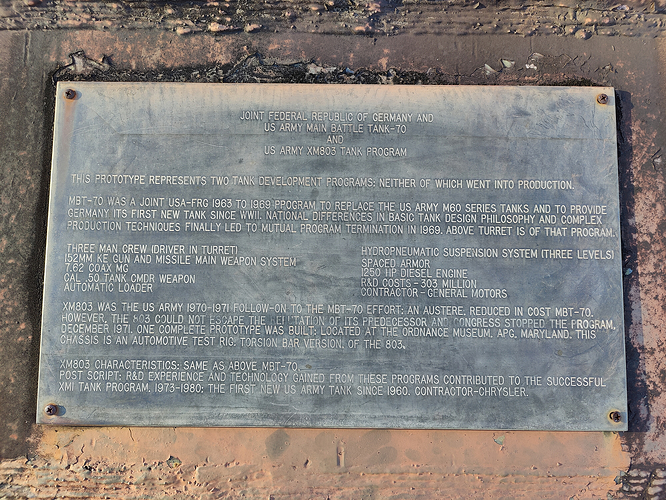 JOINT FEDERAL REPUBLIC OF GERMANY AND
US ARMY MAIN BATTLE TANK-70
AND
US ARMY XM803 TANK PROGRAM
THIS PROTOTYPE REPRESENTS TWO TANK DEVELOPMENT PROGRAMS; NEITHER OF WHICH WENT INTO PRODUCTION.
MBT-70 WAS A JOINT USA-FRG 1963 TO 1969 PROGRAM TO REPLACE THE US ARMY M60 SERIES TANKS AND TO PROVIDE
GERMANY ITS FIRST NEW TANK SINCE WWII. NATIONAL DIFFERENCES IN BASIC TANK DESIGN PHILOSOPHY AND COMPLEX
PRODUCTION TECHNIQUES FINALLY LED TO MUTUAL PROGRAM TERMINATION IN 1969. ABOVE TURRET IS OF THAT PROGRAM.
THREE MAN CREW (DRIVER IN TURRET)
152MM KE GUN AND MISSILE MAIN WEAPON SYSTEM
7.62 COAX MG
CAL .50 TANK CMDR WEAPON
AUTOMATIC LOADER
HYDROPNEUMATIC SUSPENSION SYSTEM (THREE LEVELS)
SPACED ARMOR
1250 HP DIESEL ENGINE
R&D COSTS - 303 MILLION
CONTRACTOR - GENERAL MOTORS
XM803 WAS THE US ARMY 1970-1971 FOLLOW-ON TO THE MBT-70 EFFORT; AN AUSTERE, REDUCED IN COST MBT-70.
HOWEVER, THE 803 COULD NOT ESCAPE THE OF ITS PREDECESSOR AND CONGRESS STOPPED THE PROGRAM,
DECEMBER 1971. ONE COMPLETE PROTOTYPE WAS BUILT; LOCATED AT THE ORDNANCE MUSEUM, APG, MARYLAND. THIS
CHASSIS IS AN AUTOMOTIVE TEST RIG, TORSION BAR VERSION, OF THE 803.
XM803 CHARACTERISTICS: SAME AS ABOVE MBT-70
POST SCRIPT: R&D EXPERIENCE AND TECHNOLOGY GAINED FROM THESE PROGRAMS CONTRIBUTED TO THE SUCCESSFUL
XM1 TANK PROGRAM, 1973-1980; THE FIRST NEW US ARMY TANK SINCE 1960. CONTRACTOR-CHRYSLER.